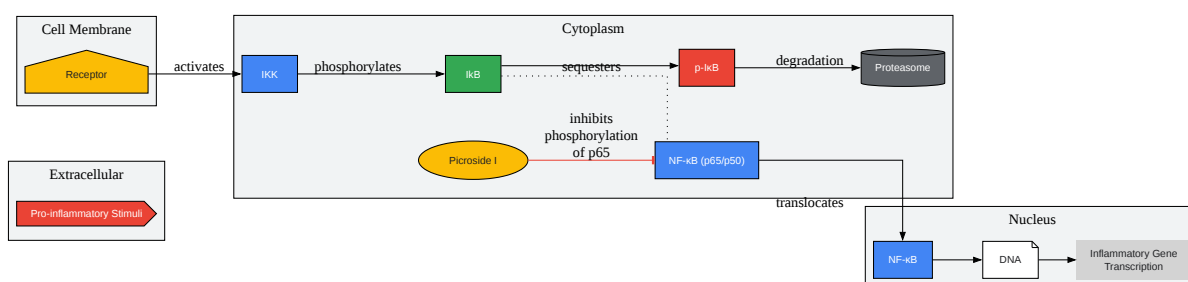 Cell Membrane
Receptor
activates
Cytoplasm
IKK
phosphorylates
IkB
sequesters
p-IκB
degradation
Proteasome
inhibits
phosphorylation
of p65
Picroside I
NF-κB (p65/p50)
Extracellular
Pro-inflammatory Stimuli
translocates
Nucleus
NF-κB
DNA
Inflammatory Gene
Transcription